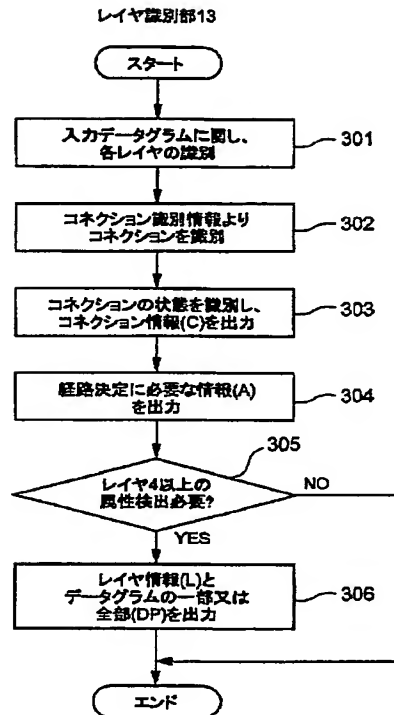 レイヤ識別部13
スタート
入力データグラムに関し、
各レイヤの識別
301
コネクション識別情報より
コネクションを識別
302
コネクションの状態を識別し、
コネクション情報(C)を出力
303
経路決定に必要な情報(A)
を出力
304
305
レイヤ4以上の
属性検出必要?
NO
YES
レイヤ情報(L)と
データグラムの一部又は
全部(DP)を出力
306
エンド